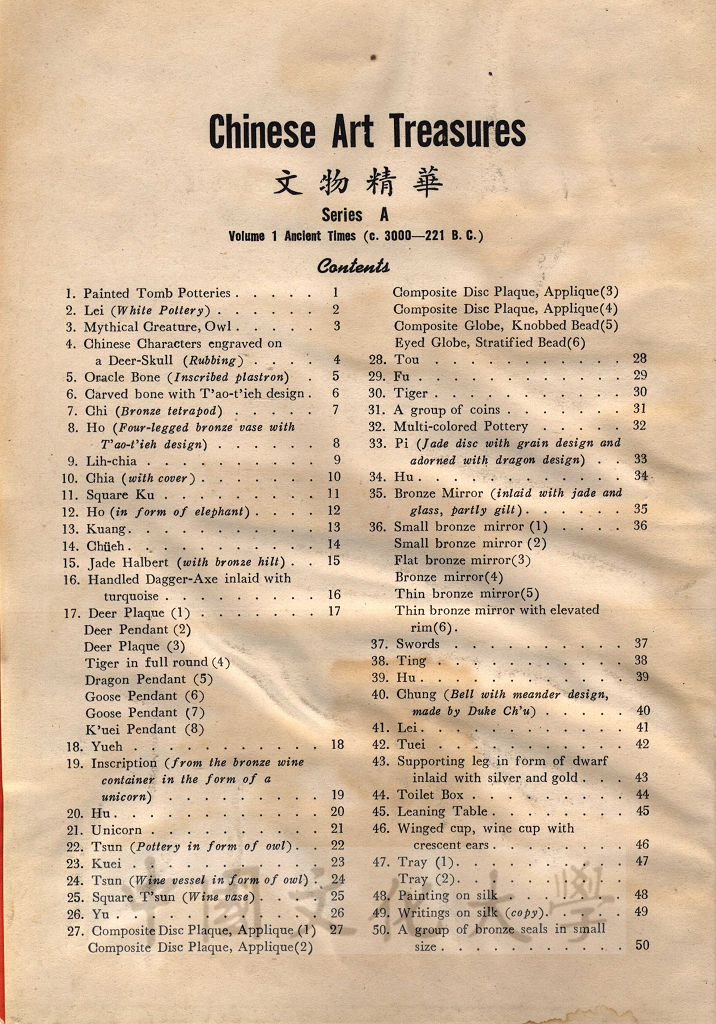 Chinese Art Treasures
文物精華
Series A
Volume 1 Ancient Times (c. 3000—221 B. C.)
Contents
1. Painted Tomb Potteries . . . . . 1
2. Lei (White Pottery) . . . . . . 2
3. Mythical Creature, Owl . . . . . 3
4. Chinese Characters engraved on
a Deer-Skull (Rubbing) . . . . 4
5. Oracle Bone (Inscribed plastron) . 5
6. Carved bone with T'ao-t'ieh design . 6
7. Chi (Bronze tetrapod) . . . . . 7
8. Ho (Four-legged bronze vase with
T'ao-t'ieh design) . . . . . . 8
9. Lih-chia . . . . . . . . . . 9
10. Chia (with cover) . . . . . . . 10
11. Square Ku . . . . . . . . . 11
12. Ho (in form of elephant) . . . . 12
13. Kuang . . . . . . . . . . . 13
14. Chüeh . . . . . . . . . . . 14
15. Jade Halbert (with bronze hilt) . . 15
16. Handled Dagger-Axe inlaid with
turquoise . . . . . . . . . 16
17. Deer Plaque (1) . . . . . . . 17
Deer Pendant (2)
Deer Plaque (3)
Tiger in full round (4)
Dragon Pendant (5)
Goose Pendant (6)
Goose Pendant (7)
K'uei Pendant (8)
18. Yueh . . . . . . . . . . . 18
19. Inscription (from the bronze wine
container in the form of a
unicorn) . . . . . . . . . 19
20. Hu . . . . . . . . . . . . 20
21. Unicorn . . . . . . . . . . 21
22. Tsun (Pottery in form of owl) . . 22
23. Kuei . . . . . . . . . . . 23
24. Tsun (Wine vessel in form of owl) . 24
25. Square T'sun (Wine vase) . . . . 25
26. Yu . . . . . . . . . . . . 26
27. Composite Disc Plaque, Applique (1) 27
Composite Disc Plaque, Applique(2)
Composite Disc Plaque, Applique(3)
Composite Disc Plaque, Applique(4)
Composite Globe, Knobbed Bead(5)
Eyed Globe, Stratified Bead(6)
28. Tou . . . . . . . . . . . 28
29. Fu . . . . . . . . . . . . 29
30. Tiger . . . . . . . . . . . 30
31. A group of coins . . . . . . . 31
32. Multi-colored Pottery . . . . . 32
33. Pi (Jade disc with grain design and
adorned with dragon design) . . 33
34. Hu . . . . . . . . . . . . 34
35. Bronze Mirror (inlaid with jade and
glass, partly gilt) . . . . . . 35
36. Small bronze mirror (1) . . . . 36
Small bronze mirror (2)
Flat bronze mirror(3)
Bronze mirror(4)
Thin bronze mirror(5)
Thin bronze mirror with elevated
rim(6).
37. Swords . . . . . . . . . . 37
38. Ting . . . . . . . . . . . 38
39. Hu . . . . . . . . . . . . 39
40. Chung (Bell with meander design,
made by Duke Ch'u) . . . . . 40
41. Lei . . . . . . . . . . . . 41
42. Tuei . . . . . . . . . . . 42
43. Supporting leg in form of dwarf
inlaid with silver and gold . . . 43
44. Toilet Box . . . . . . . . . 44
45. Leaning Table . . . . . . . . 45
46. Winged cup, wine cup with
crescent ears . . . . . . . . 46
47. Tray (1) . . . . . . . . . . 47
Tray (2) . . . . . . . . . .
48. Painting on silk . . . . . . . 48
49. Writings on silk (copy) . . . . . 49
50. A group of bronze seals in small
size . . . . . . . . . . . 50
中國文化大學